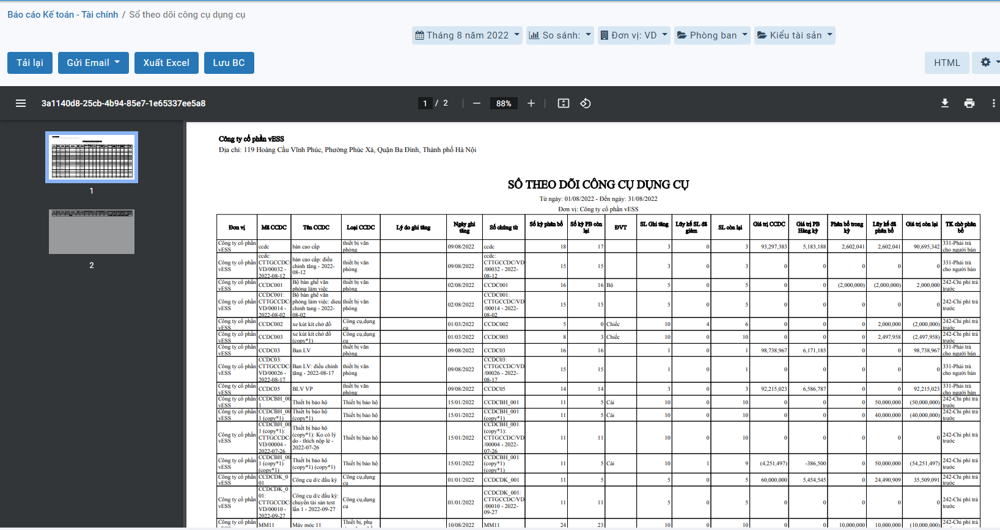 Báo cáo Kế toán - Tài chính / Sổ theo dõi công cụ dụng cụ
Tháng 8 năm 2022 So sánh: Đơn vị: VD Phòng ban Kiểu tài sản
Tải lại Gửi Email Xuất Excel Lưu BC HTML
3a1140d8-25cb-4b94-85e7-1e65337ee5a8 1 / 2 88%
1
2
Công ty cổ phần vESS
Địa chỉ: 119 Hoàng Cầu Vĩnh Phúc, Phường Phúc Xá, Quận Ba Đình, Thành phố Hà Nội
SỔ THEO DÕI CÔNG CỤ DỤNG CỤ
Từ ngày: 01/08/2022 - Đến ngày: 31/08/2022
Đơn vị: Công ty cổ phần vESS
Đơn vị Mã CCDC Tên CCDC Loại CCDC Lý do ghi tăng Ngày ghi tăng Số chứng từ Số kỳ phân bổ Số kỳ PB còn lại ĐVT SL Ghi tăng Lũy kế SL đã giảm SL còn lại Giá trị CCDC Giá trị PB Hàng kỳ Phân bổ trong kỳ Lũy kế đã phân bổ Giá trị còn lại TK chờ phân bổ
Công ty cổ phần vESS ccdc bàn cao cấp thiết bị văn phòng 09/08/2022 ccdc 18 17 3 0 3 93,297,383 5,183,188 2,602,041 2,602,041 90,695,342 331-Phải trả cho người bán
Công ty cổ phần vESS ccdc: CTTGCCDC/VD/00032 - 2022-08-12 bàn cao cấp: điều chỉnh tăng - 2022-08-12 thiết bị văn phòng 09/08/2022 ccdc: CTTGCCDC/VD/00032 - 2022-08-12 15 15 3 0 3 0 0 0 0 0 331-Phải trả cho người bán
Công ty cổ phần vESS CCDC001 Bộ bàn ghế văn phòng làm việc thiết bị văn phòng 02/08/2022 CCDC001 16 16 Bộ 5 0 5 0 0 (2,000,000) (2,000,000) 2,000,000 242-Chi phí trả trước
Công ty cổ phần vESS CCDC001: CTTGCCDC/VD/00014 - 2022-08-02 Bộ bàn ghế văn phòng làm việc: dieu chinh tang - 2022-08-02 thiết bị văn phòng 02/08/2022 CCDC001: CTTGCCDC/VD/00014 - 2022-08-02 15 15 5 0 5 0 0 0 0 0 242-Chi phí trả trước
Công ty cổ phần vESS CCDC002 xe kút kít chở đồ Công cụ,dụng cụ 01/03/2022 CCDC002 5 0 Chiếc 10 4 6 0 0 0 2,000,000 (2,000,000) 242-Chi phí trả trước
Công ty cổ phần vESS CCDC003 xe kút kít chở đồ (copy*1) Công cụ,dụng cụ 01/03/2022 CCDC003 8 3 Chiếc 10 0 10 0 0 0 2,497,958 (2,497,958) 242-Chi phí trả trước
Công ty cổ phần vESS CCDC03 Ban LV thiết bị văn phòng 09/08/2022 CCDC03 16 16 1 0 1 98,738,967 6,171,185 0 0 98,738,967 331-Phải trả cho người bán
Công ty cổ phần vESS CCDC03: CTTGCCDC/VD/00026 - 2022-08-17 Ban LV: điều chỉnh tăng - 2022-08-17 thiết bị văn phòng 09/08/2022 CCDC03: CTTGCCDC/VD/00026 - 2022-08-17 15 15 1 0 1 0 0 0 0 0 331-Phải trả cho người bán
Công ty cổ phần vESS CCDC05 BLV VP thiết bị văn phòng 09/08/2022 CCDC05 14 14 3 0 3 92,215,023 6,586,787 0 0 92,215,023 331-Phải trả cho người bán
Công ty cổ phần vESS CCDCBH_001 Thiết bị bảo hộ Thiết bị bảo hộ 15/01/2022 CCDCBH_001 11 5 Cái 10 0 10 0 0 0 50,000,000 (50,000,000) 242-Chi phí trả trước
Công ty cổ phần vESS CCDCBH_001 (copy*1) Thiết bị bảo hộ (copy*1) Thiết bị bảo hộ 15/01/2022 CCDCBH_001 (copy*1) 11 5 Cái 10 0 10 0 0 0 40,000,000 (40,000,000) 242-Chi phí trả trước
Công ty cổ phần vESS CCDCBH_001 (copy*1): CTTGCCDC/VD/00004 - 2022-07-26 Thiết bị bảo hộ (copy*1): Ko có lý do - thích nộp lé - 2022-07-26 Thiết bị bảo hộ 15/01/2022 CCDCBH_001 (copy*1): CTTGCCDC/VD/00004 - 2022-07-26 11 11 10 0 10 0 0 0 0 0 242-Chi phí trả trước
Công ty cổ phần vESS CCDCBH_001 (copy*1) (copy*1) Thiết bị bảo hộ (copy*1) (copy*1) Thiết bị bảo hộ 15/01/2022 CCDCBH_001 (copy*1) (copy*1) 11 5 Cái 10 1 9 (4,251,497) -386,500 0 50,000,000 (54,251,497) 242-Chi phí trả trước
Công ty cổ phần vESS CCDCDK_001 Công cụ d/c đầu kỳ Công cụ,dụng cụ 01/01/2022 CCDCDK_001 11 5 5 0 5 60,000,000 5,454,545 0 24,490,909 35,509,091 242-Chi phí trả trước
Công ty cổ phần vESS CCDCDK_001: CTTGCCDC/VD/00010 - 2022-09-27 Công cụ d/c đầu kỳ: chuyển tài sản test lần 1 - 2022-09-27 Công cụ,dụng cụ 01/01/2022 CCDCDK_001: CTTGCCDC/VD/00010 - 2022-09-27 11 11 5 0 5 0 0 0 0 0 242-Chi phí trả trước
Công ty cổ phần MM11 Máy móc 11 Thiết bị, phụ 10/08/2022 MM11 24 23 10 0 10 0 0 10,000,000 10,000,000 (10,000,000) 242-Chi phí trả